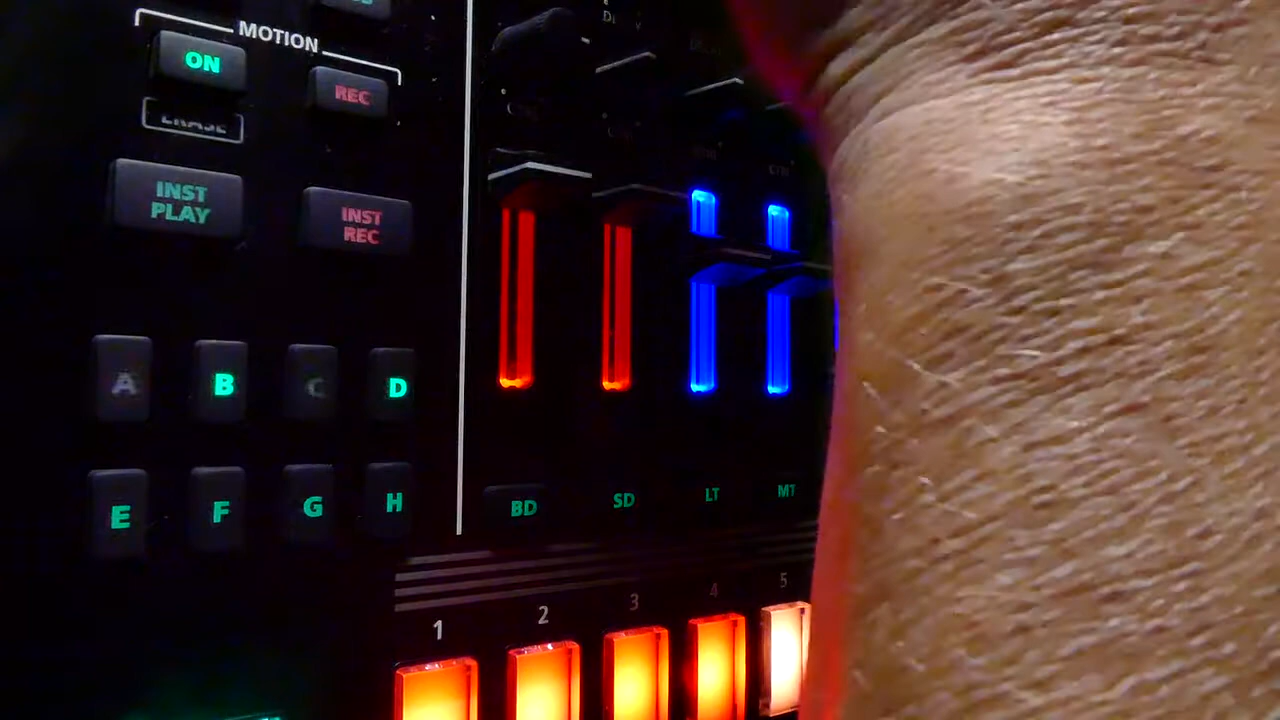 MOTION
ON
REC
ERASE
INST
PLAY
INST
REC
A B C D
E F G H
BD SD LT MT
1 2 3 4 5